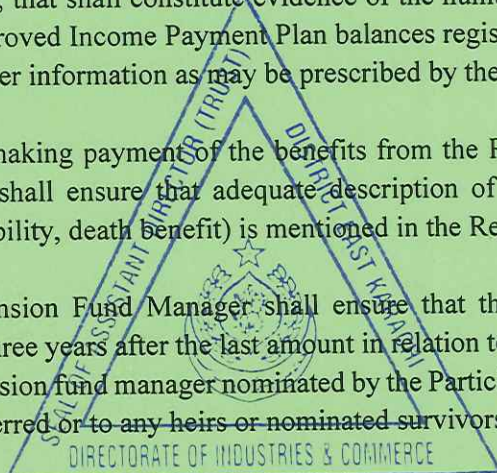 , that shall constitute evidence of the
roved Income Payment Plan balances regis
er information as may be prescribed by the
making payment of the benefits from the
shall ensure that adequate description of
bility, death benefit) is mentioned in the Re
nsion Fund Manager shall ensure that th
hree years after the last amount in relation to
sion fund manager nominated by the Partic
erred or to any heirs or nominated survivors
SEAL OF ASSISTANT DIRECTOR (TRUST)
DISTRICT EAST KARACHI
DIRECTORATE OF INDUSTRIES & COMMERCE